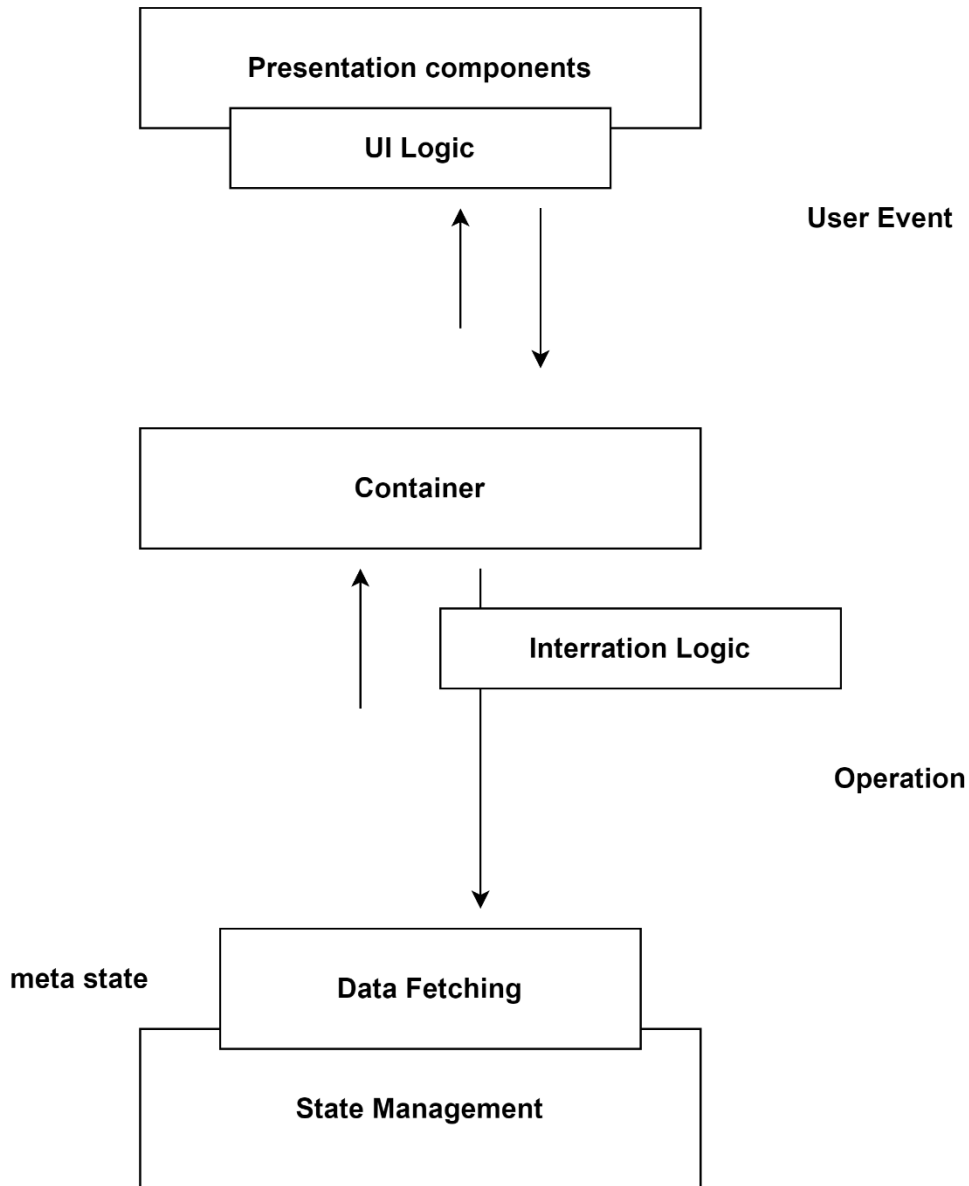 Presentation components
UI Logic
User Event
Container
Interration Logic
Operation
meta state
Data Fetching
State Management